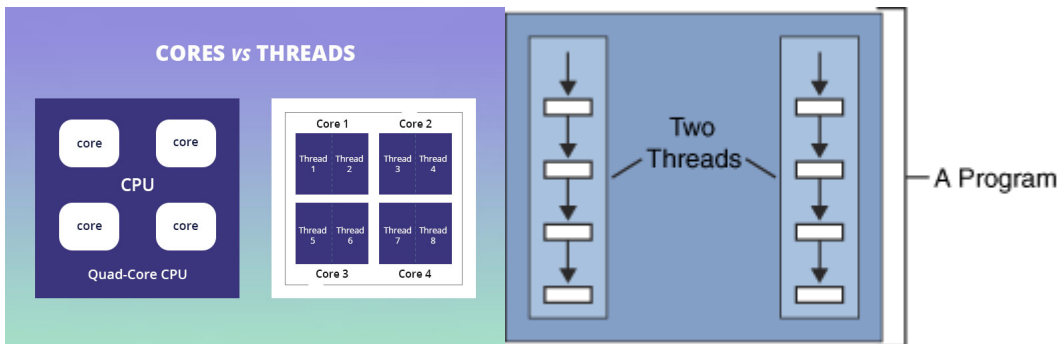 CORES vs THREADS
core
core
CPU
core
core
Quad-Core CPU
Core 1
Core 2
Thread
1
Thread
2
Thread
3
Thread
4
Thread
5
Thread
6
Thread
7
Thread
8
Core 3
Core 4
Two
Threads
A Program